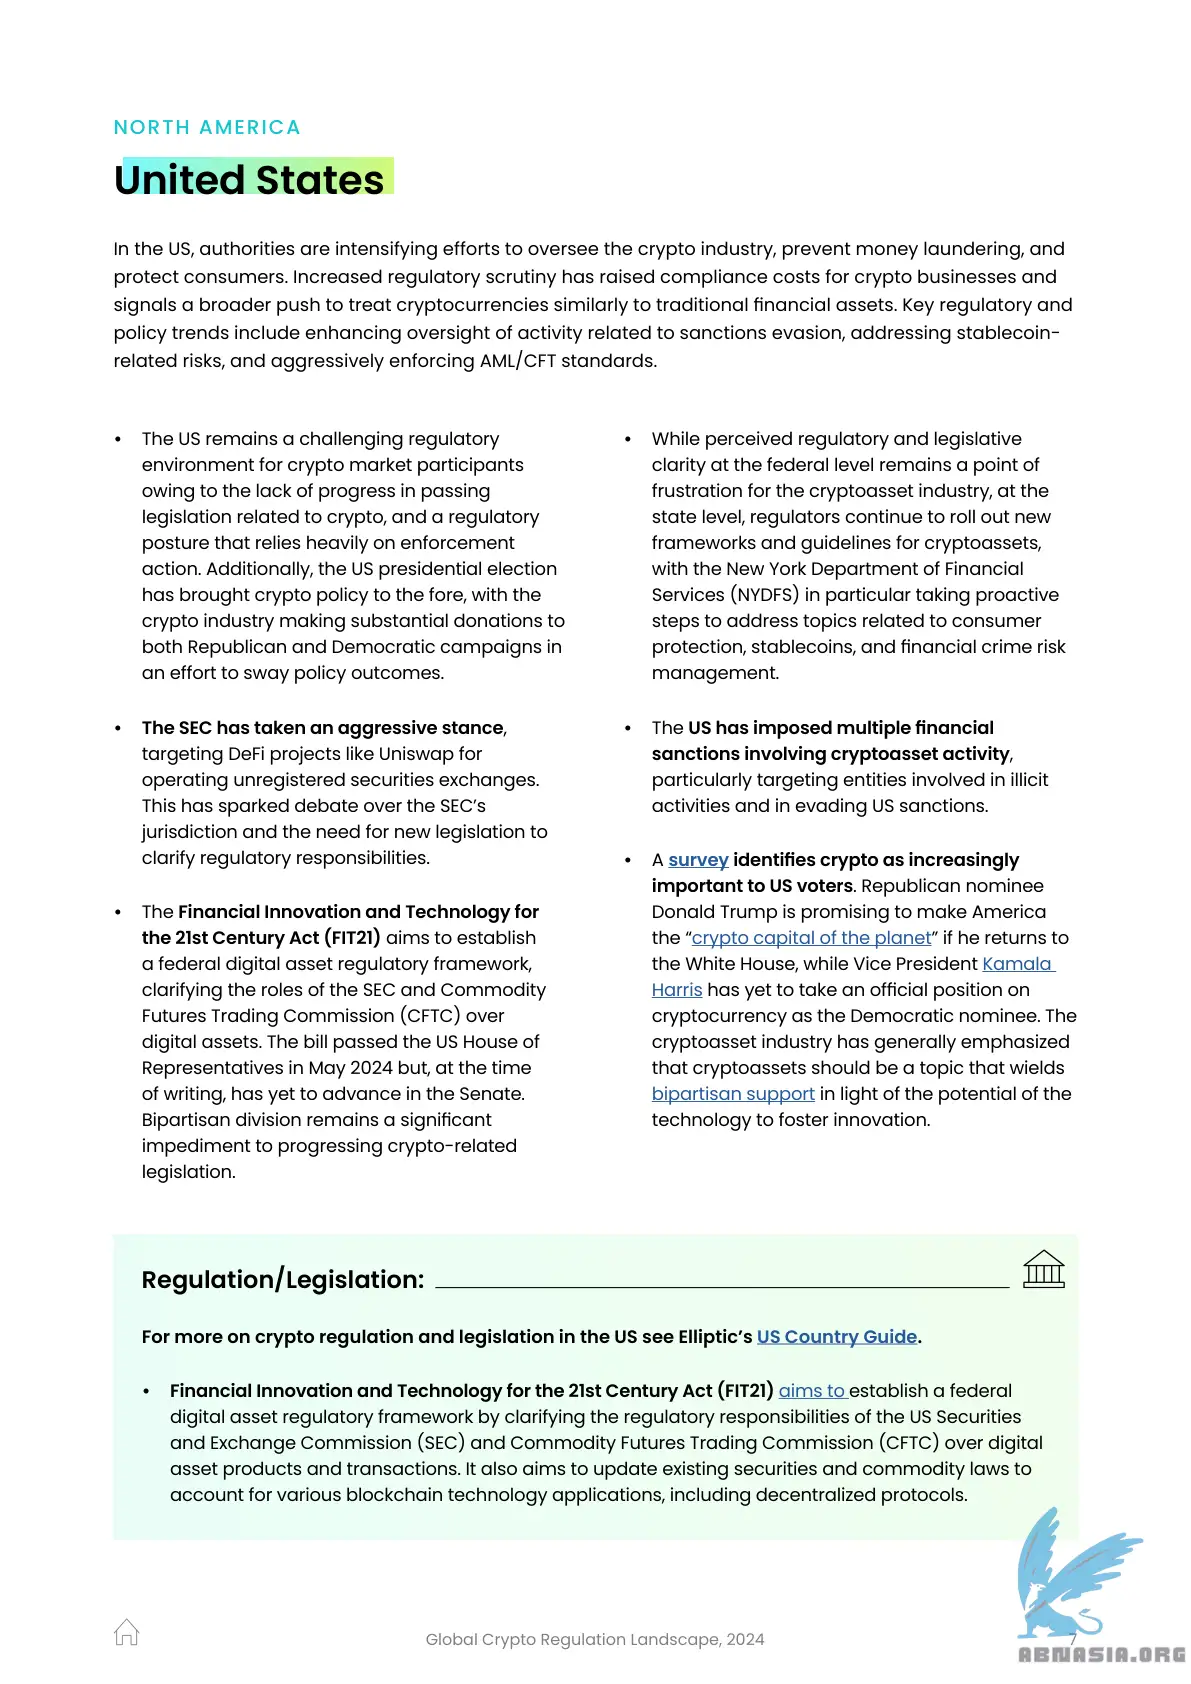 NORTH AMERICA
United States
In the US, authorities are intensifying efforts to oversee the crypto industry, prevent money laundering, and
protect consumers. Increased regulatory scrutiny has raised compliance costs for crypto businesses and
signals a broader push to treat cryptocurrencies similarly to traditional financial assets. Key regulatory and
policy trends include enhancing oversight of activity related to sanctions evasion, addressing stablecoin-
related risks, and aggressively enforcing AML/CFT standards.
• The US remains a challenging regulatory
environment for crypto market participants
owing to the lack of progress in passing
legislation related to crypto, and a regulatory
posture that relies heavily on enforcement
action. Additionally, the US presidential election
has brought crypto policy to the fore, with the
crypto industry making substantial donations to
both Republican and Democratic campaigns in
an effort to sway policy outcomes.
• The SEC has taken an aggressive stance,
targeting DeFi projects like Uniswap for
operating unregistered securities exchanges.
This has sparked debate over the SEC's
jurisdiction and the need for new legislation to
clarify regulatory responsibilities.
• The Financial Innovation and Technology for
the 21st Century Act (FIT21) aims to establish
a federal digital asset regulatory framework,
clarifying the roles of the SEC and Commodity
Futures Trading Commission (CFTC) over
digital assets. The bill passed the US House of
Representatives in May 2024 but, at the time
of writing, has yet to advance in the Senate.
Bipartisan division remains a significant
impediment to progressing crypto-related
legislation.
• While perceived regulatory and legislative
clarity at the federal level remains a point of
frustration for the cryptoasset industry, at the
state level, regulators continue to roll out new
frameworks and guidelines for cryptoassets,
with the New York Department of Financial
Services (NYDFS) in particular taking proactive
steps to address topics related to consumer
protection, stablecoins, and financial crime risk
management.
• The US has imposed multiple financial
sanctions involving cryptoasset activity,
particularly targeting entities involved in illicit
activities and in evading US sanctions.
• A survey identifies crypto as increasingly
important to US voters. Republican nominee
Donald Trump is promising to make America
the “crypto capital of the planet” if he returns to
the White House, while Vice President Kamala
Harris has yet to take an official position on
cryptocurrency as the Democratic nominee. The
cryptoasset industry has generally emphasized
that cryptoassets should be a topic that wields
bipartisan support in light of the potential of the
technology to foster innovation.
Regulation/Legislation:
For more on crypto regulation and legislation in the US see Elliptic's US Country Guide.
• Financial Innovation and Technology for the 21st Century Act (FIT21) aims to establish a federal
digital asset regulatory framework by clarifying the regulatory responsibilities of the US Securities
and Exchange Commission (SEC) and Commodity Futures Trading Commission (CFTC) over digital
asset products and transactions. It also aims to update existing securities and commodity laws to
account for various blockchain technology applications, including decentralized protocols.
Global Crypto Regulation Landscape, 2024
7
ABNASIA.ORG